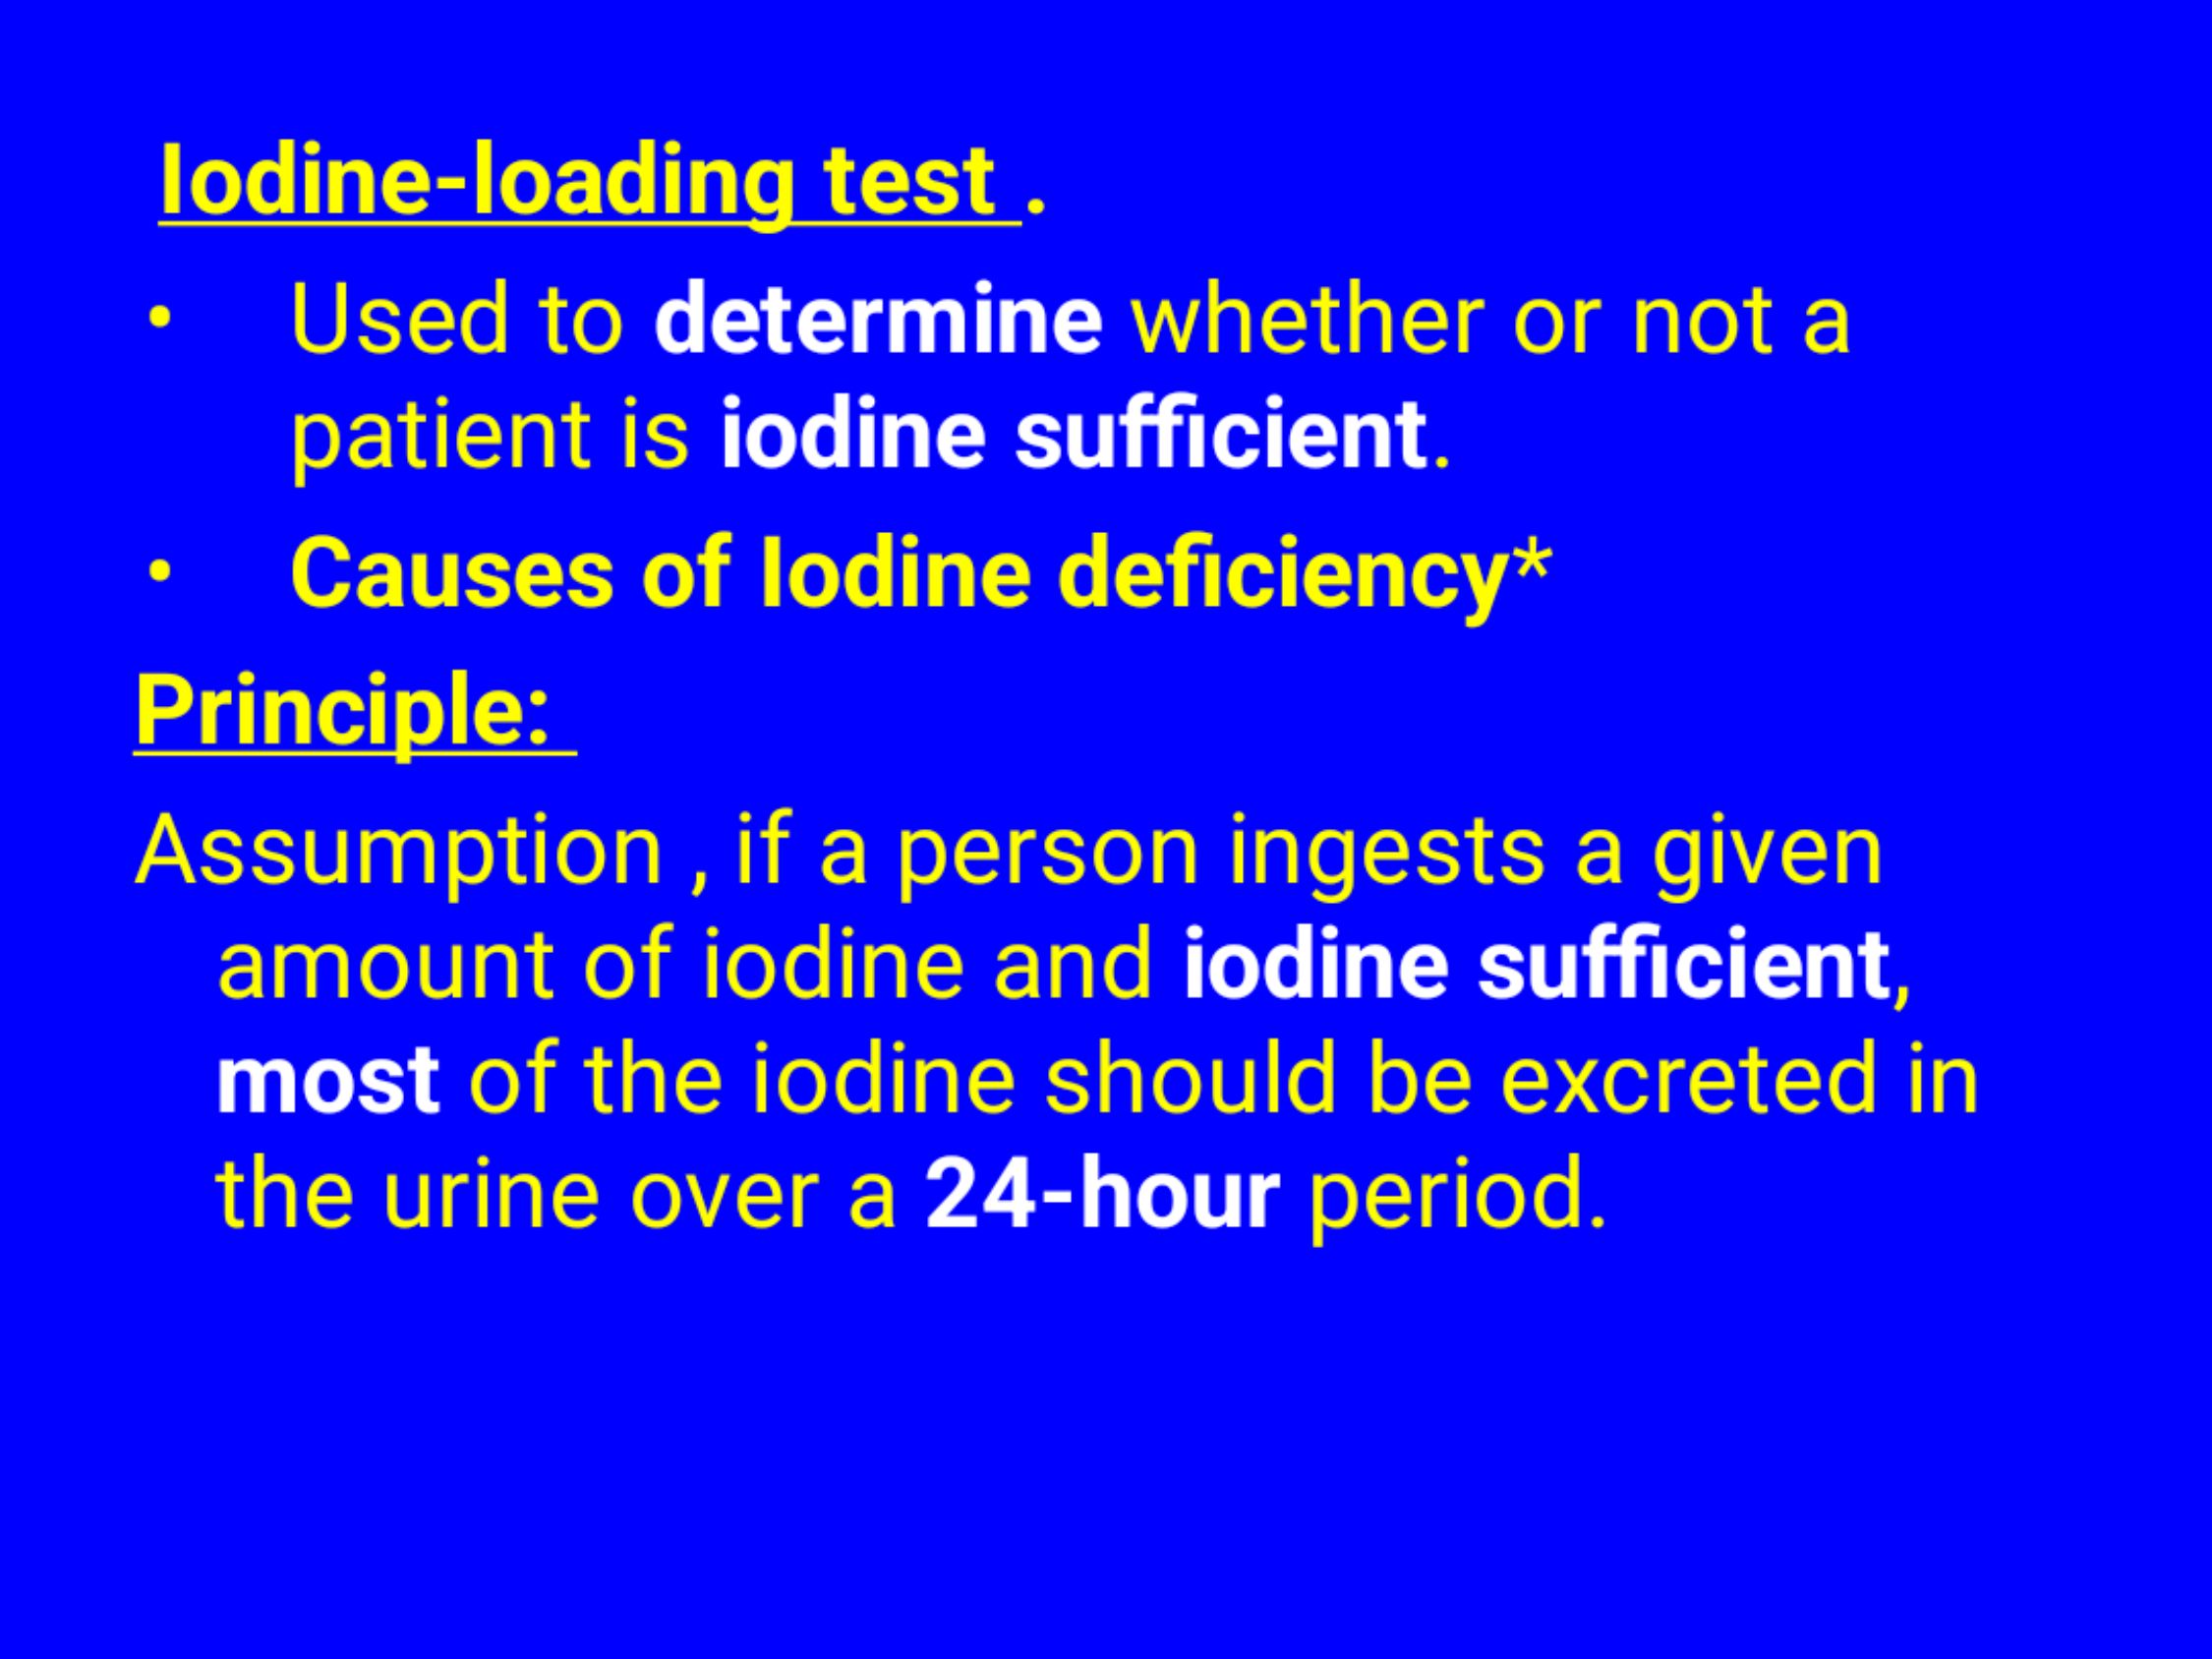 Iodine-loading test .
• Used to determine whether or not a
patient is iodine sufficient.
• Causes of Iodine deficiency*
Principle:
Assumption , if a person ingests a given
amount of iodine and iodine sufficient,
most of the iodine should be excreted in
the urine over a 24-hour period.